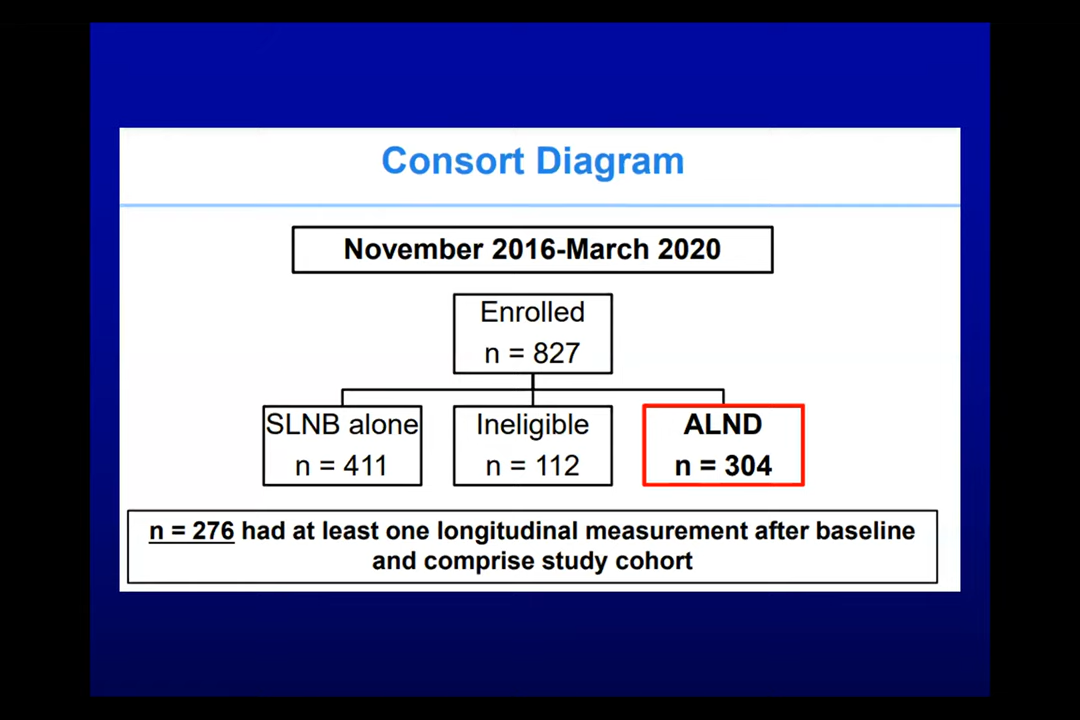 Consort Diagram
November 2016-March 2020
Enrolled
n = 827
SLNB alone
n = 411
Ineligible
n = 112
ALND
n = 304
n = 276 had at least one longitudinal measurement after baseline
and comprise study cohort